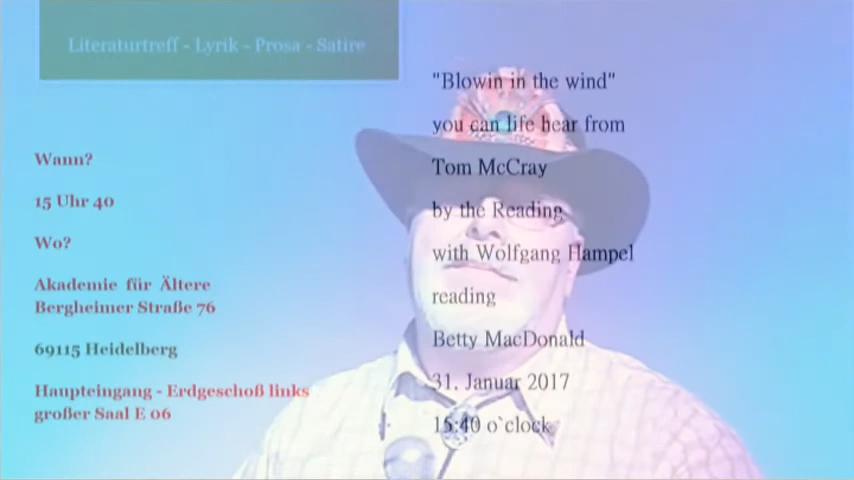 Literaturtreff - Lyrik - Prosa - Satire
Wann?
15 Uhr 40
Wo?
Akademie für Ältere
Bergheimer Straße 76
69115 Heidelberg
Haupteingang - Erdgeschoß links
großer Saal E 06
"Blowin in the wind"
you can life hear from
Tom McCray
by the Reading
with Wolfgang Hampel
reading
Betty MacDonald
31. Januar 2017
15:40 o`clock